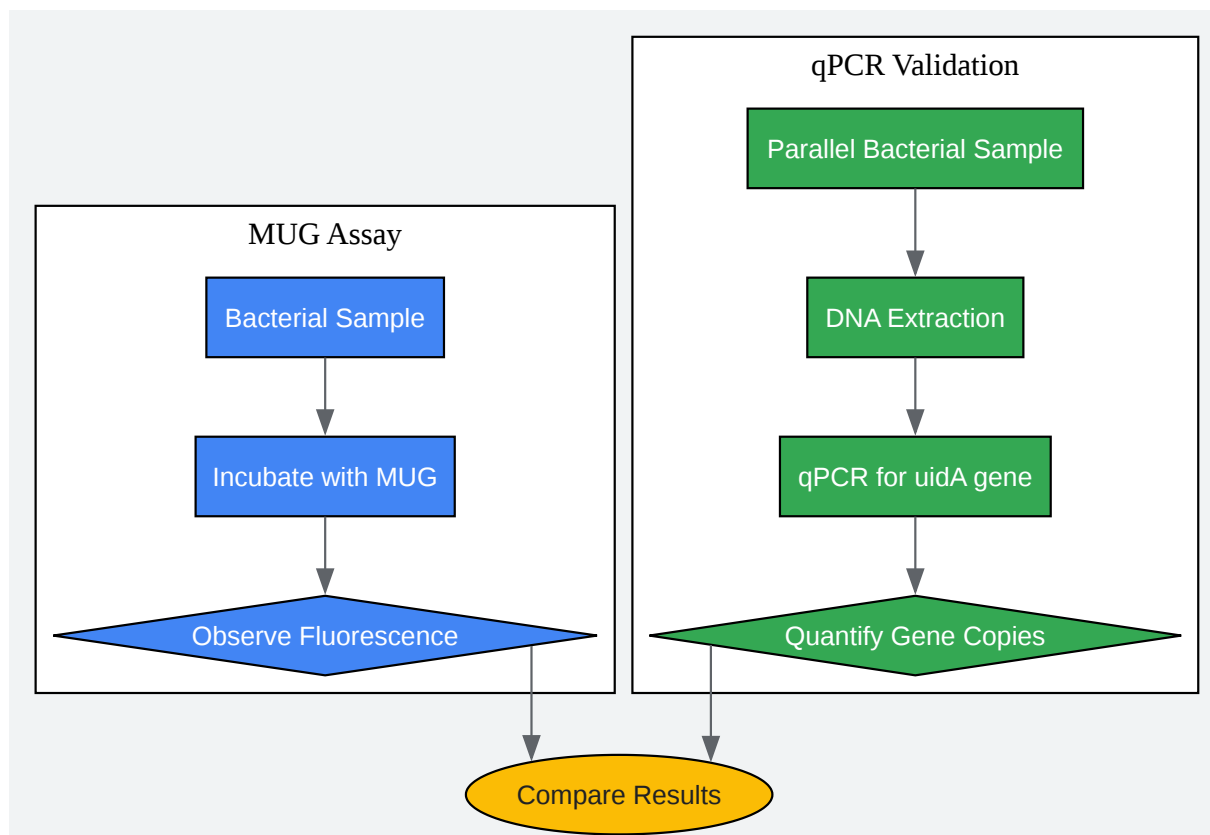 MUG Assay
Bacterial Sample
Incubate with MUG
Observe Fluorescence
qPCR Validation
Parallel Bacterial Sample
DNA Extraction
qPCR for uidA gene
Quantify Gene Copies
Compare Results